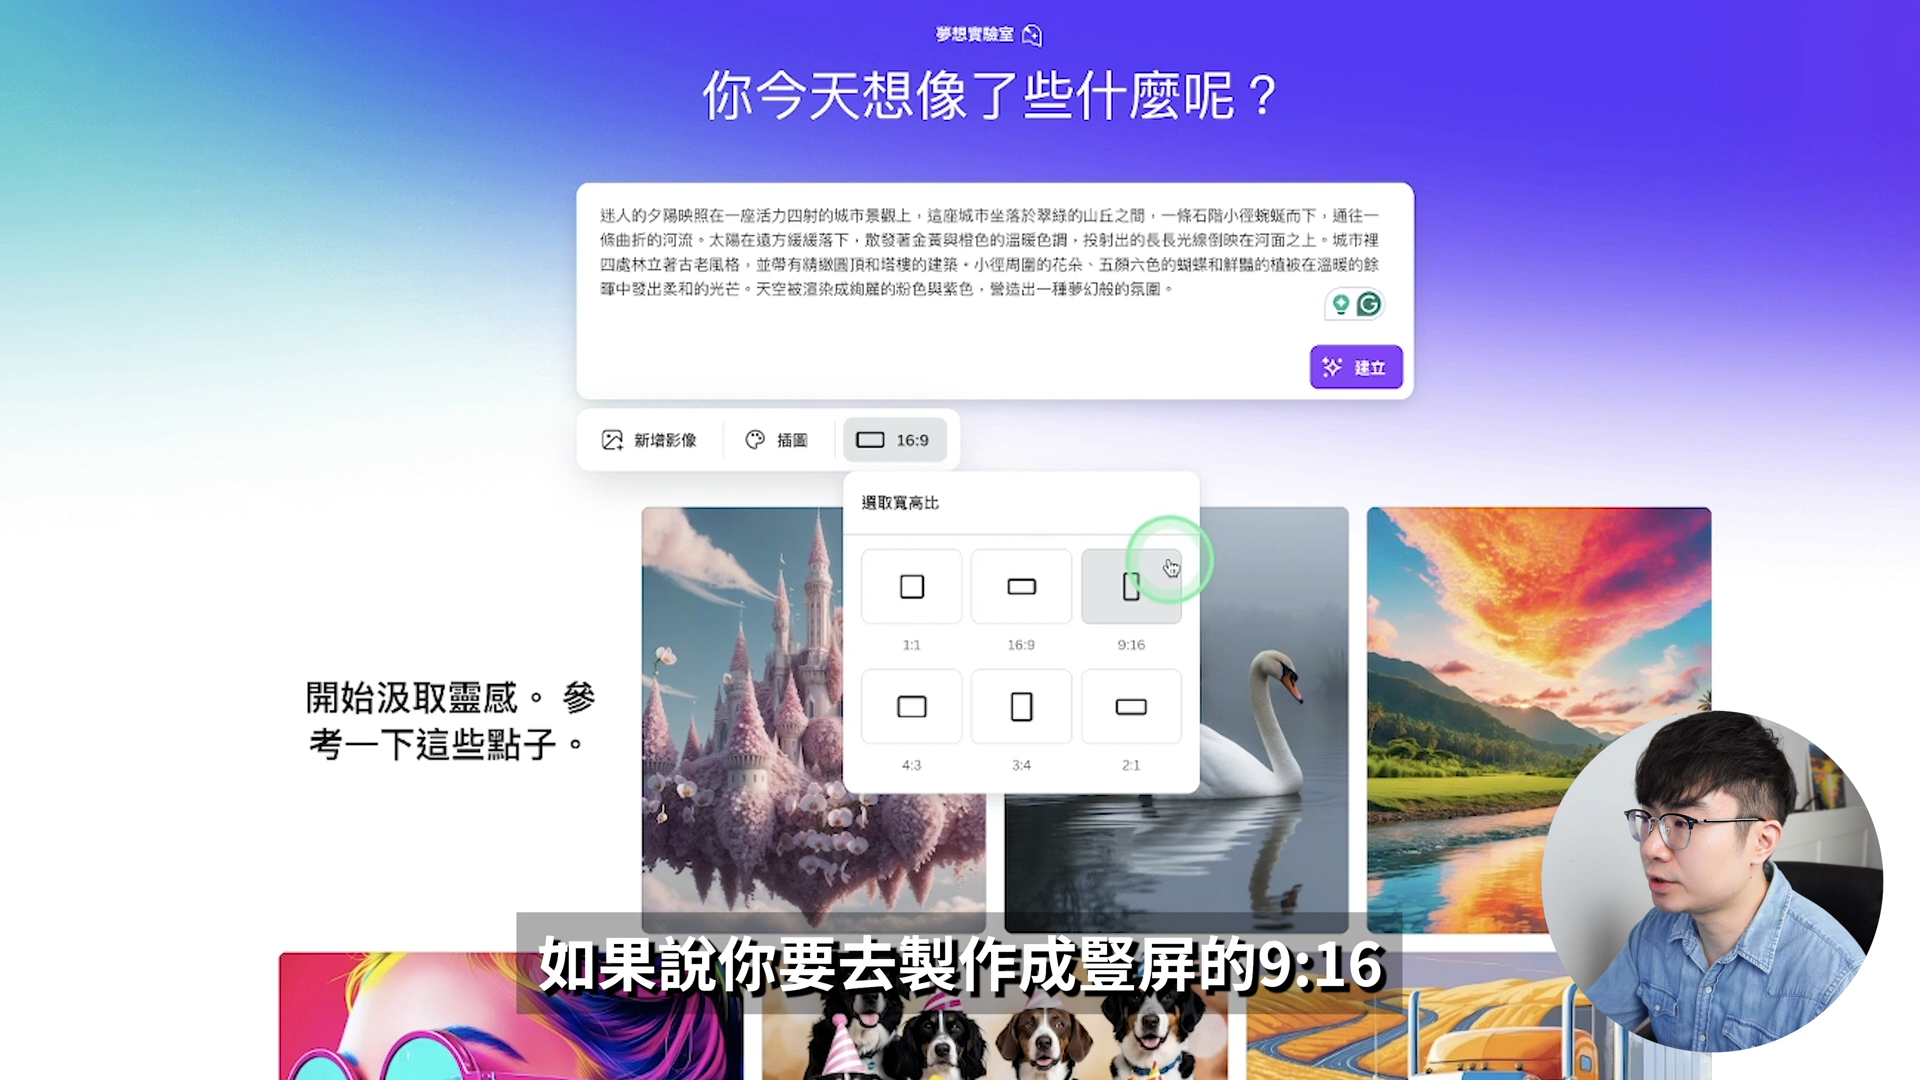 夢想實驗室
你今天想像了些什麼呢？
迷人的夕陽映照在一座活力四射的城市景觀上，這座城市坐落於翠綠的山丘之間，一條石階小徑蜿蜒而下，通往一
條曲折的河流。太陽在遠方緩緩落下，散發著金黃與橙色的溫暖色調，投射出的長長光線倒映在河面之上。城市裡
四處林立著古老風格，並帶有精緻圓頂和塔樓的建築。小徑周圍的花朵、五顏六色的蝴蝶和鮮豔的植被在溫暖的餘
暉中發出柔和的光芒。天空被渲染成絢麗的粉色與紫色，營造出一種夢幻般的氛圍。
建立
新增影像
插圖
16:9
選取寬高比
1:1
16:9
9:16
4:3
3:4
2:1
開始汲取靈感。 參
考一下這些點子。
如果說你要去製作成豎屏的9:16